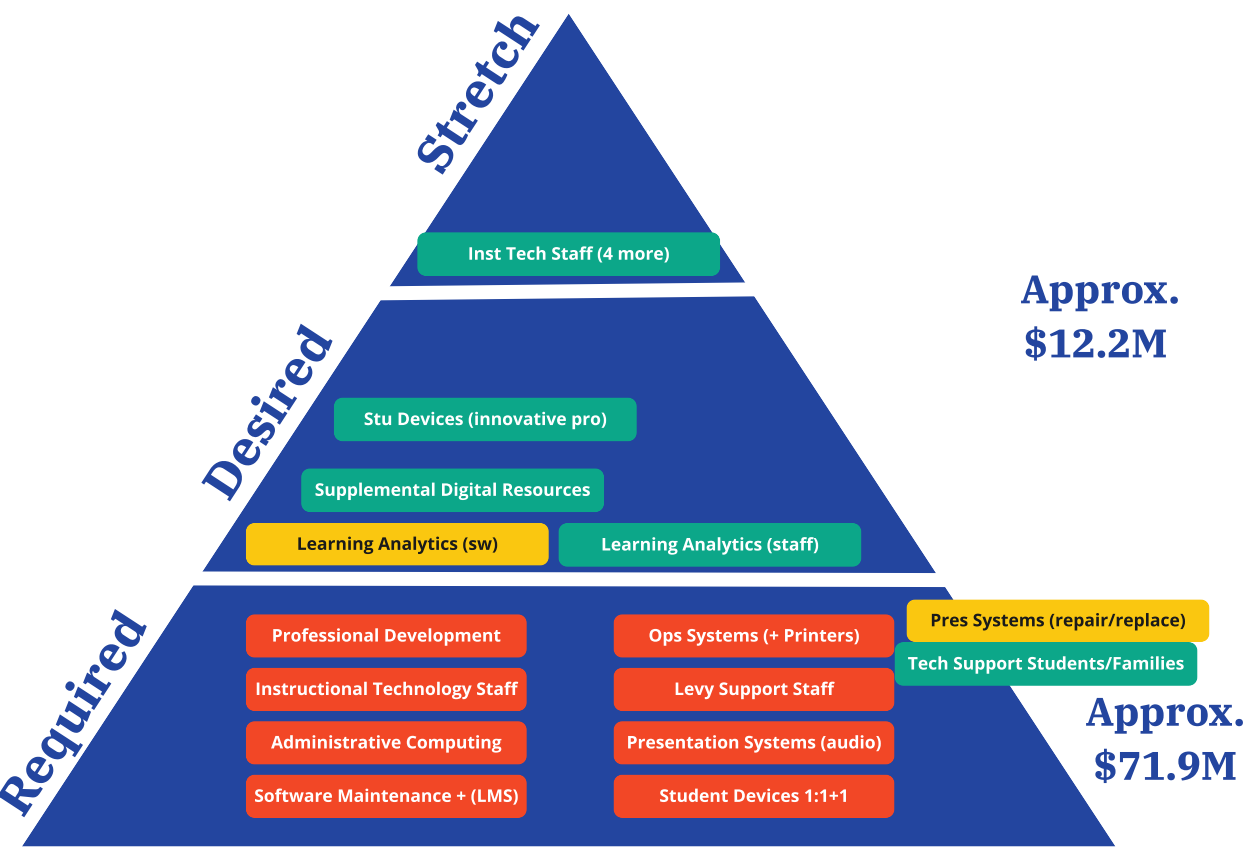 Stretch
Inst Tech Staff (4 more)
Approx.
$12.2M
Desired
Stu Devices (innovative pro)
Supplemental Digital Resources
Learning Analytics (sw)
Learning Analytics (staff)
Required
Professional Development
Ops Systems (+ Printers)
Pres Systems (repair/replace)
Tech Support Students/Families
Instructional Technology Staff
Levy Support Staff
Approx.
$71.9M
Administrative Computing
Presentation Systems (audio)
Software Maintenance + (LMS)
Student Devices 1:1+1